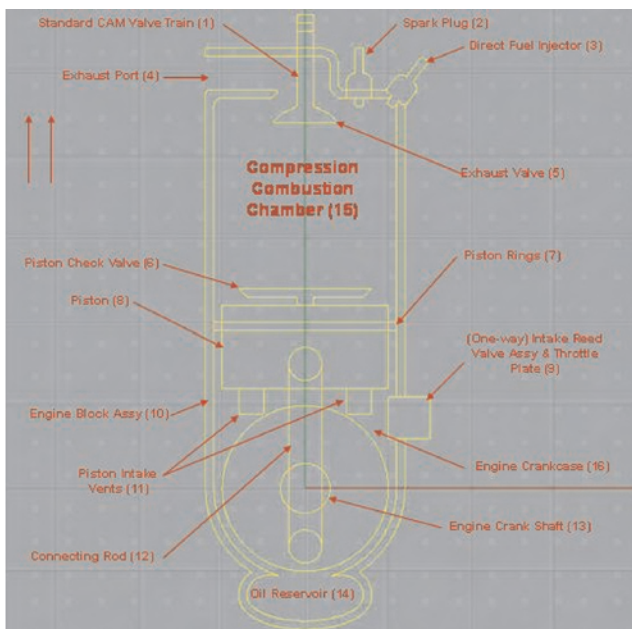 Standard CAM Valve Train (1)
Spark Plug (2)
Direct Fuel Injector (3)
Exhaust Port (4)
Exhaust Valve (5)
Compression
Combustion
Chamber (15)
Piston Check Valve (6)
Piston Rings (7)
Piston (8)
(One-way) Intake Reed
Valve Assy & Throttle
Plate (9)
Engine Block Assy (10)
Piston Intake
Vents (11)
Engine Crankcase (16)
Engine Crank Shaft (13)
Connecting Rod (12)
Oil Reservoir (14)